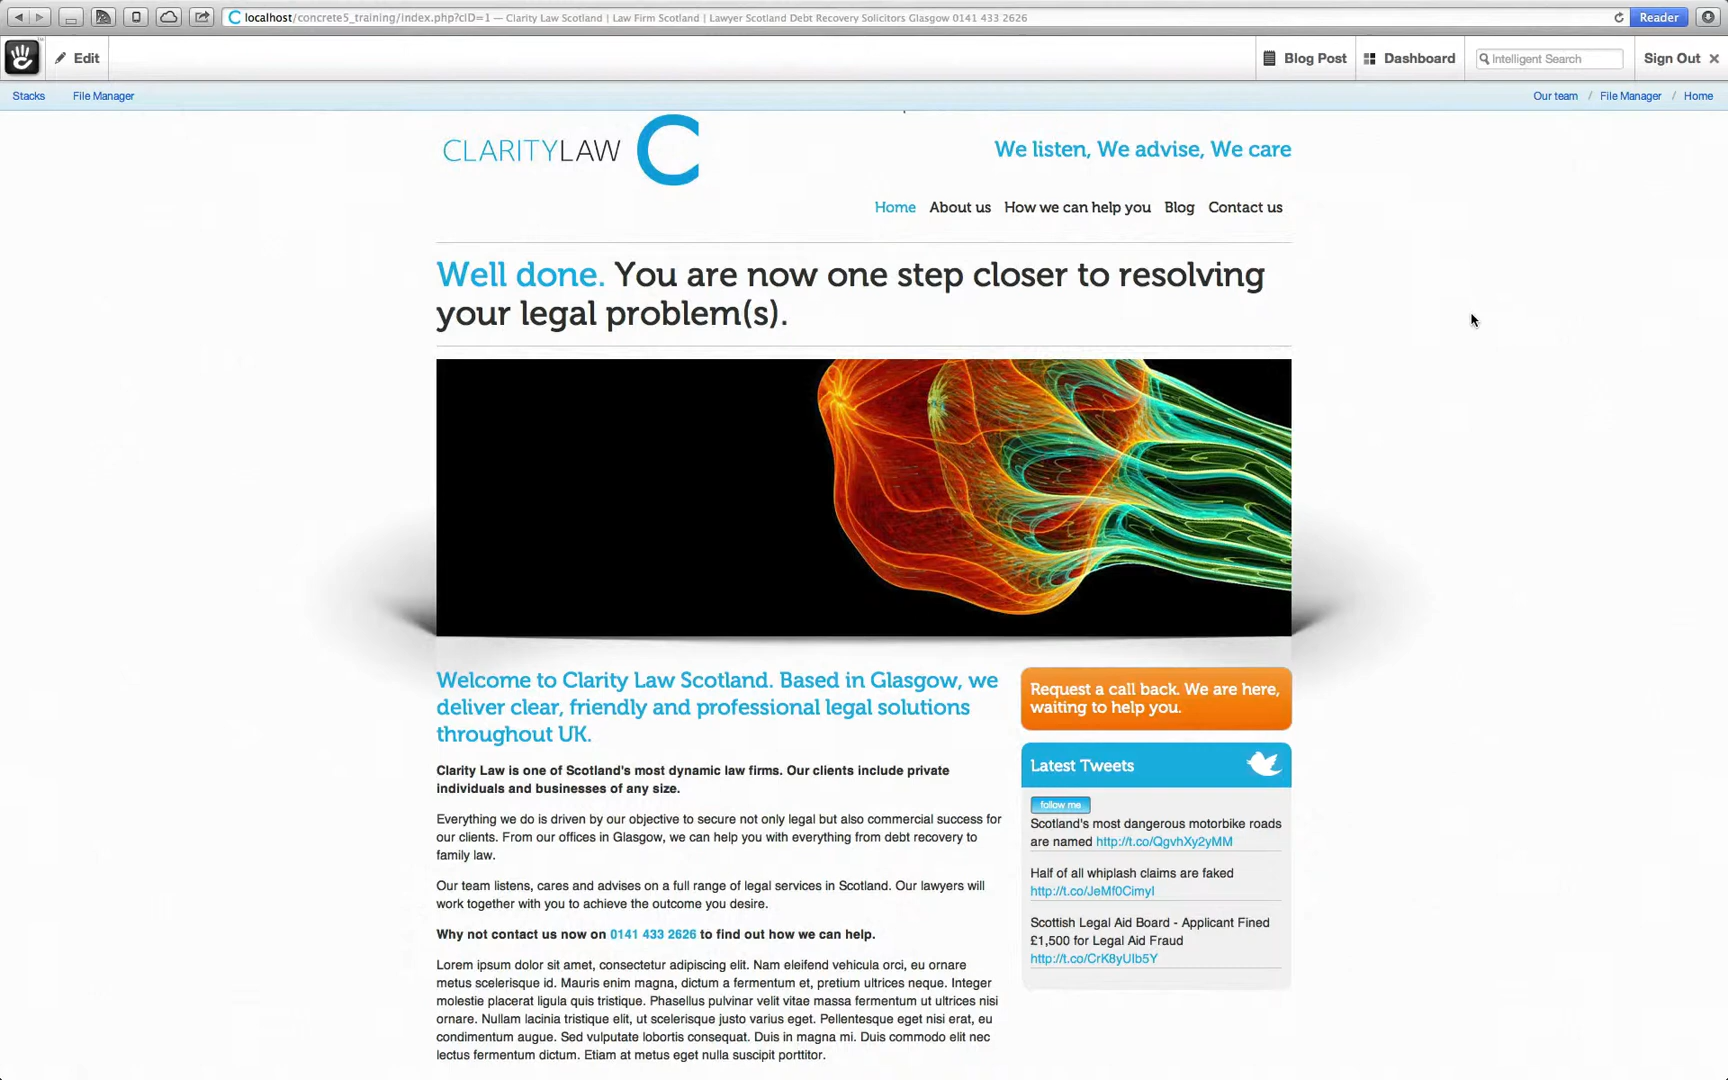 localhost/concrete5_training/index.php?cID=1 — Clarity Law Scotland | Law Firm Scotland | Lawyer Scotland Debt Recovery Solicitors Glasgow 0141 433 2626
Reader
Edit
Blog Post
Dashboard
Intelligent Search
Sign Out
Stacks
File Manager
Our team / File Manager / Home
CLARITYLAW
We listen, We advise, We care
Home
About us
How we can help you
Blog
Contact us
Well done. You are now one step closer to resolving
your legal problem(s).
Welcome to Clarity Law Scotland. Based in Glasgow, we
deliver clear, friendly and professional legal solutions
throughout UK.
Clarity Law is one of Scotland's most dynamic law firms. Our clients include private
individuals and businesses of any size.
Everything we do is driven by our objective to secure not only legal but also commercial success for
our clients. From our offices in Glasgow, we can help you with everything from debt recovery to
family law.
Our team listens, cares and advises on a full range of legal services in Scotland. Our lawyers will
work together with you to achieve the outcome you desire.
Why not contact us now on 0141 433 2626 to find out how we can help.
Lorem ipsum dolor sit amet, consectetur adipiscing elit. Nam eleifend vehicula orci, eu ornare
metus scelerisque id. Mauris enim magna, dictum a fermentum et, pretium ultrices neque. Integer
molestie placerat ligula quis tristique. Phasellus pulvinar velit vitae massa fermentum ut ultrices nisi
ornare. Nullam lacinia tristique elit, ut scelerisque justo varius eget. Pellentesque eget nisi erat, eu
condimentum augue. Sed vulputate lobortis consequat. Duis in magna mi. Duis commodo elit nec
lectus fermentum dictum. Etiam at metus eget nulla suscipit porttitor.
Request a call back. We are here,
waiting to help you.
Latest Tweets
follow me
Scotland's most dangerous motorbike roads
are named http://t.co/QgvhXy2yMM
Half of all whiplash claims are faked
http://t.co/JeMf0CimyI
Scottish Legal Aid Board - Applicant Fined
£1,500 for Legal Aid Fraud
http://t.co/CrK8yUIb5Y